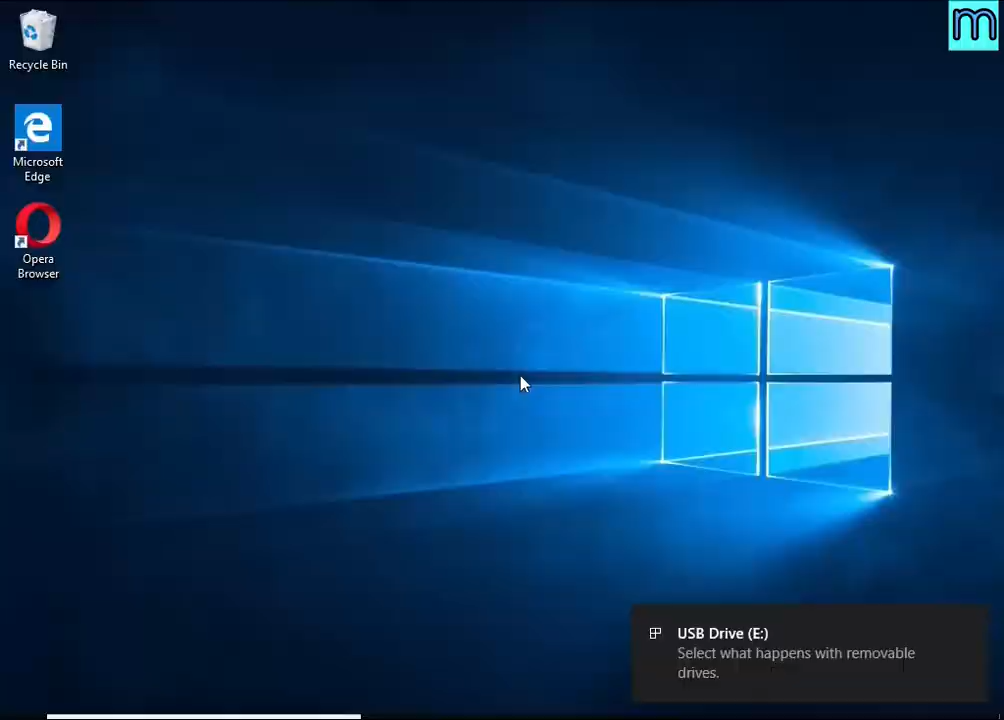 m
Recycle Bin
Microsoft
Edge
Opera
Browser
USB Drive (E:)
Select what happens with removable
drives.